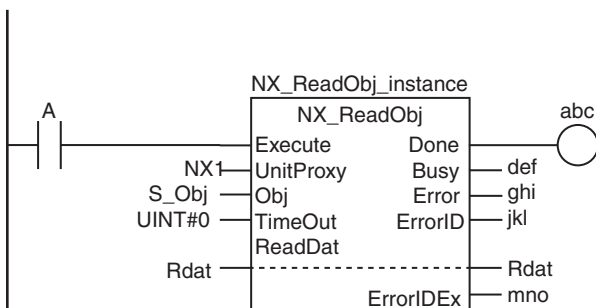 NX_ReadObj_instance
A
NX_ReadObj
abc
Execute Done
NX1 UnitProxy Busy def
S_Obj Obj Error ghi
UINT#0 TimeOut ErrorID jkl
ReadDat
Rdat Rdat
ErrorIDEx mno